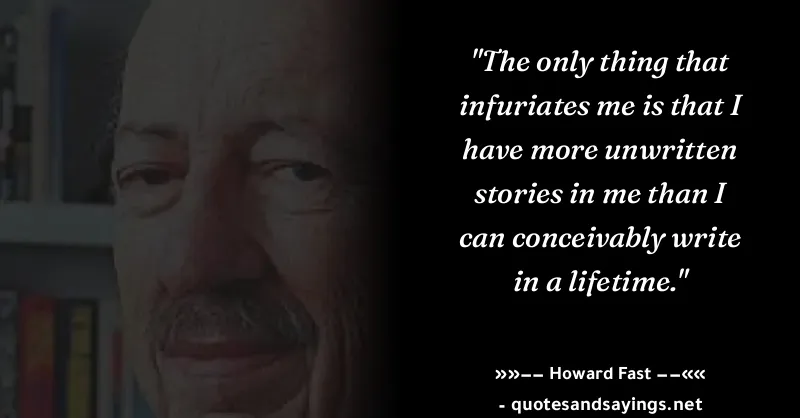 "The only thing that
infuriates me is that I
have more unwritten
stories in me than I
can conceivably write
in a lifetime."
»»−− Howard Fast −−««
- quotesandsayings.net